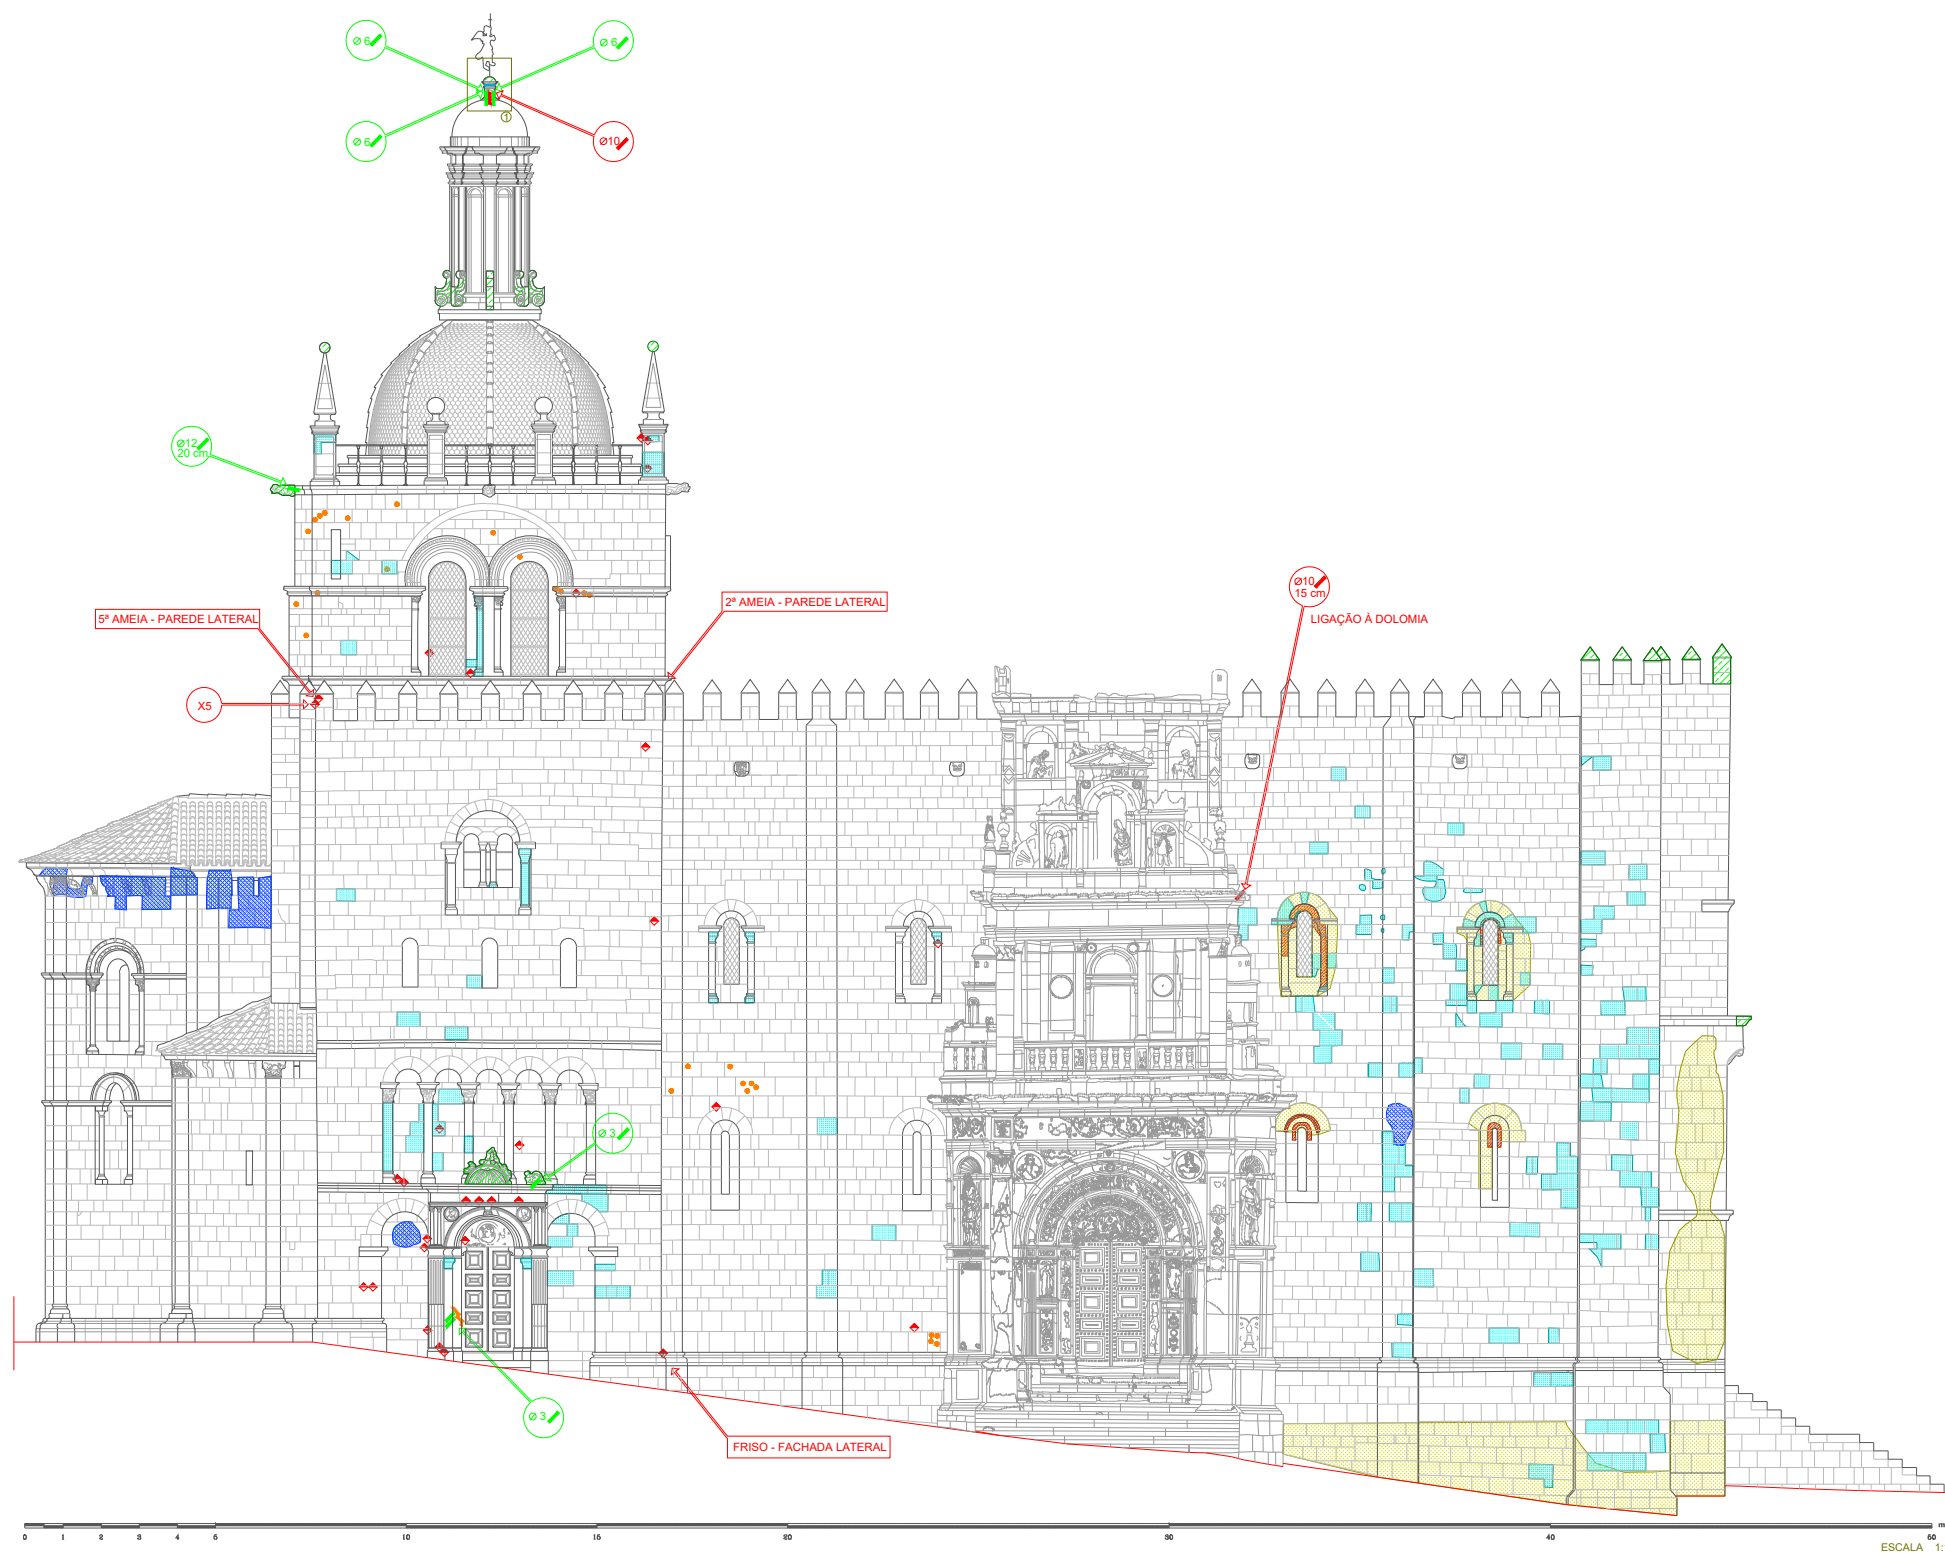 Ø 6
Ø 6
1
Ø 6
Ø10
Ø12
20 cm
Ø10
15 cm
LIGAÇÃO À DOLOMIA
2ª AMEIA - PAREDE LATERAL
5ª AMEIA - PAREDE LATERAL
X5
Ø 3
Ø 3
FRISO - FACHADA LATERAL
0 1 2 3 4 5 10 15 20 30 40 50 m
ESCALA 1: